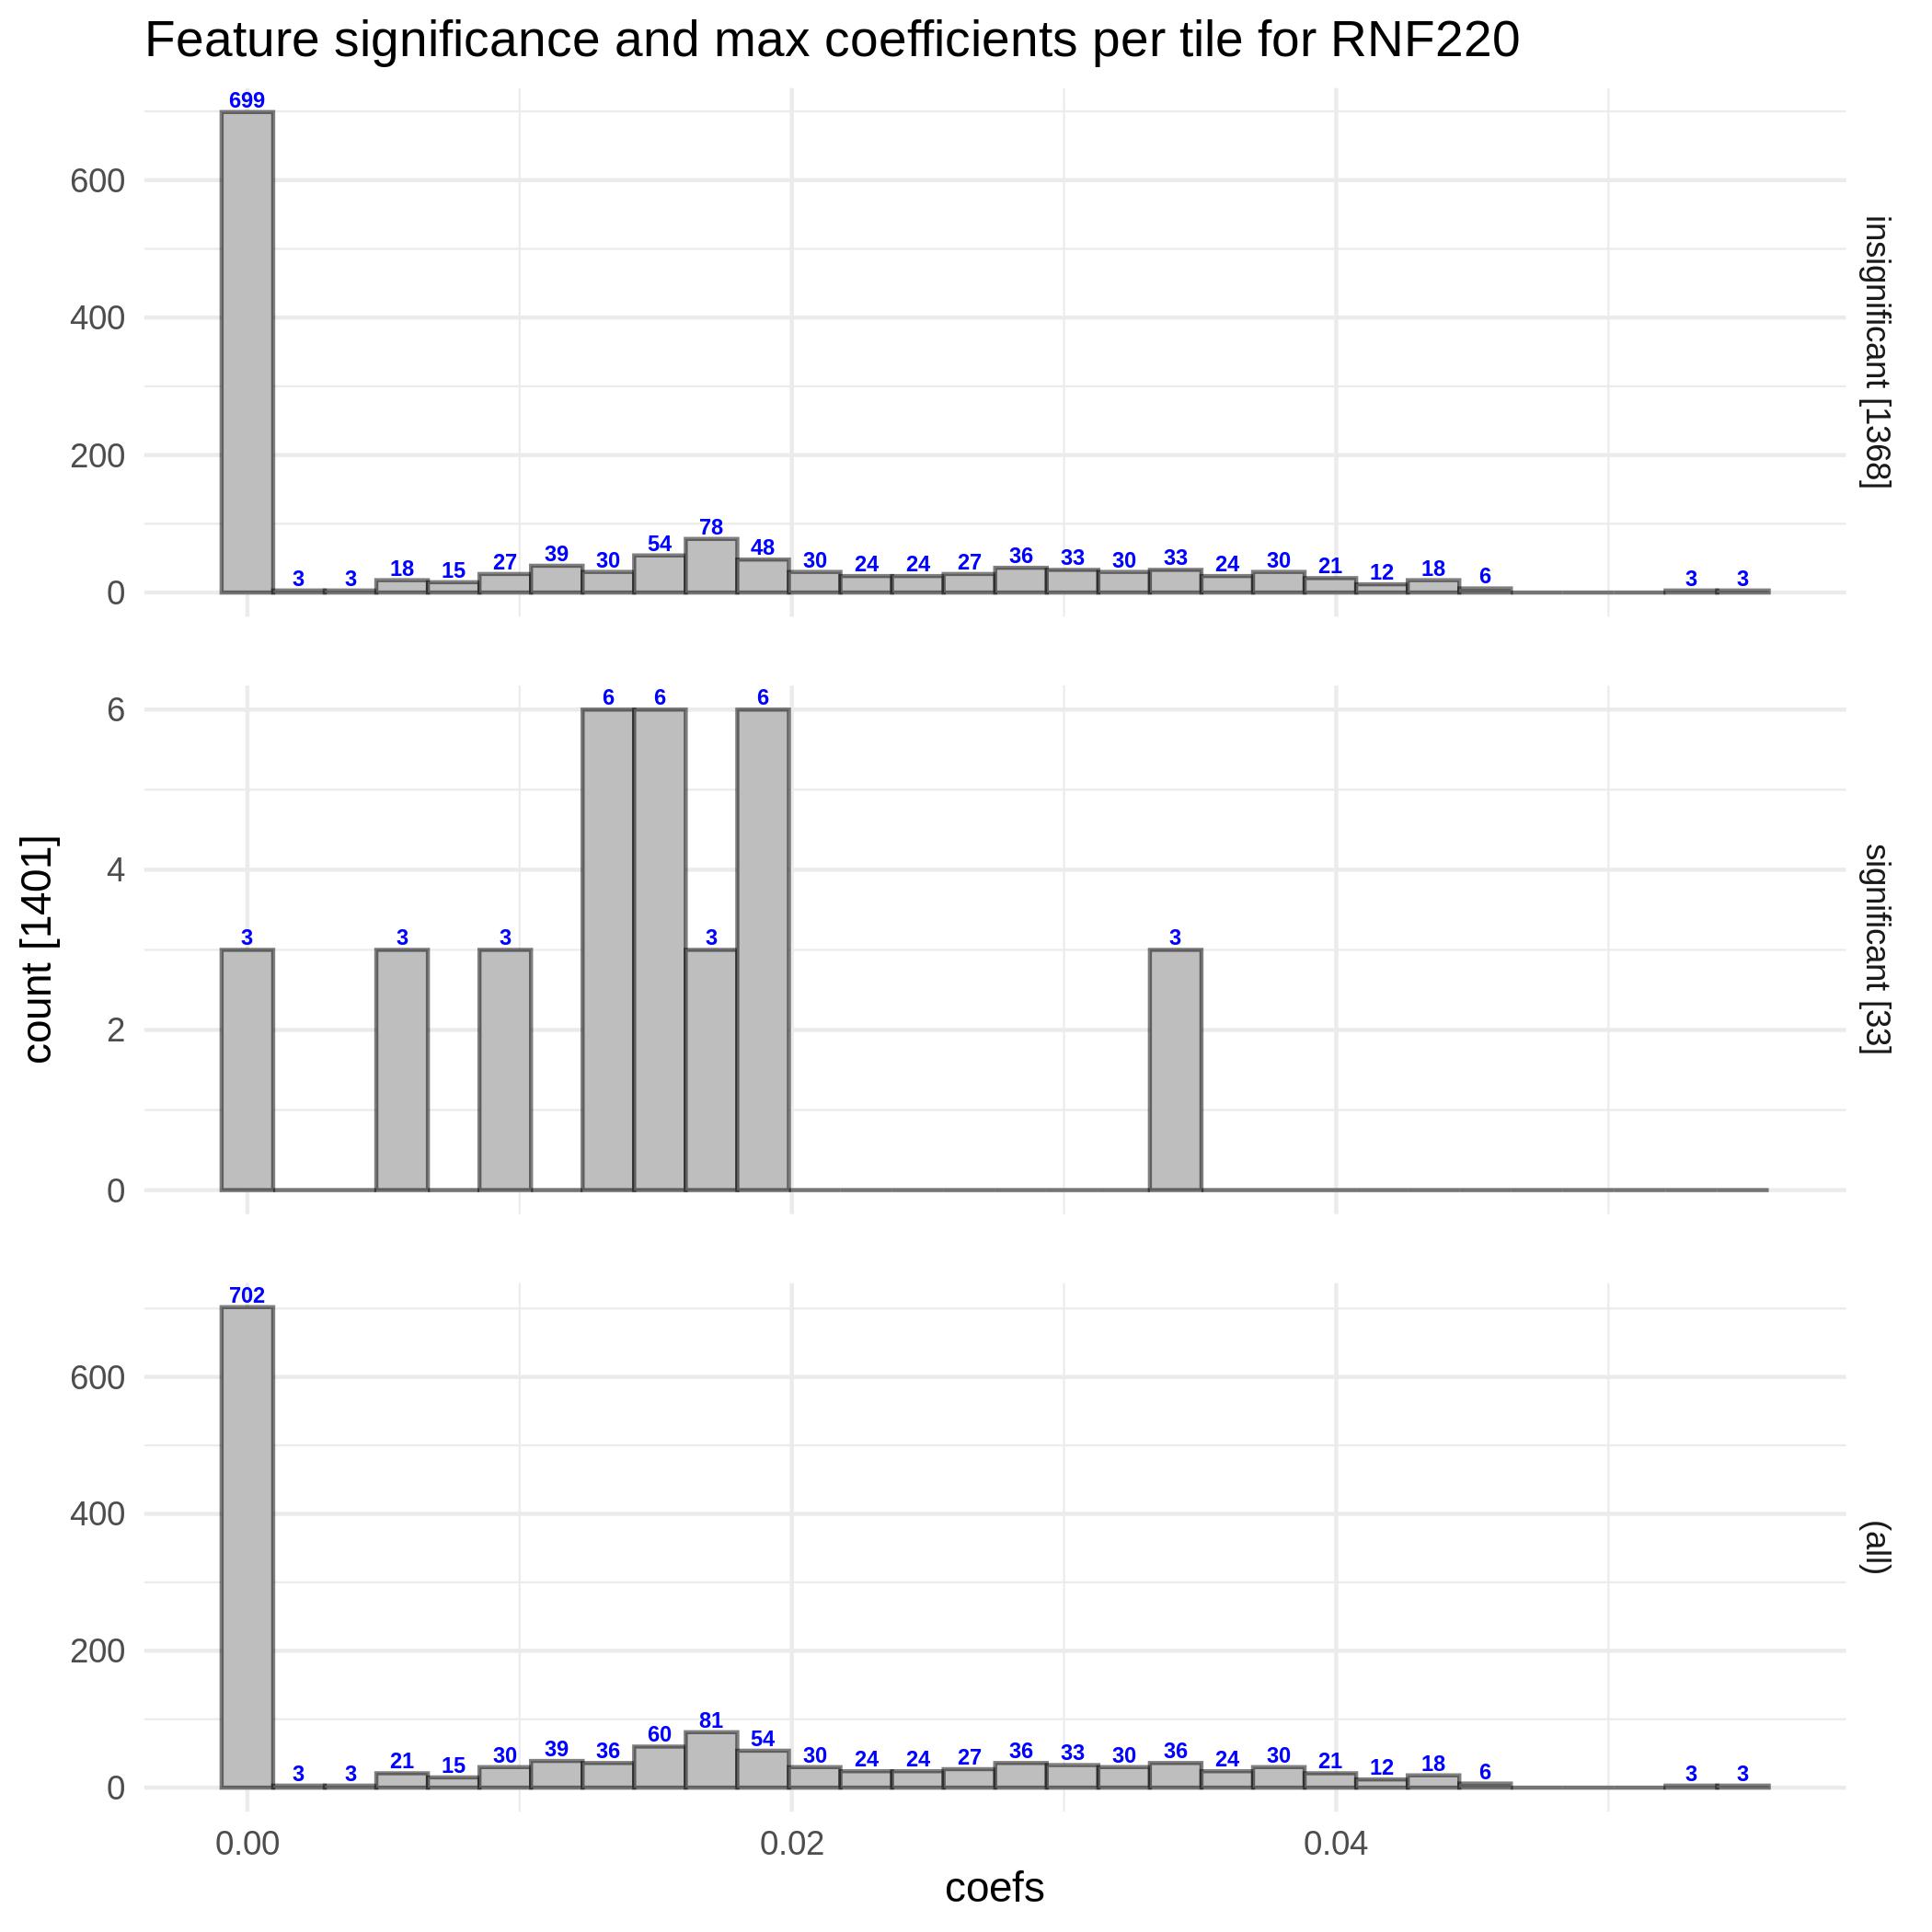 Feature significance and max coefficients per tile for RNF220
699
600
400
200
0
3 3 18 15 27 39 30 54 78 48 30 24 24 27 36 33 30 33 24 30 21 12 18 6 3 3
insignificant [1368]
count [1401]
6
4
2
0
3 3 3 6 6 3 6 3
significant [33]
702
600
400
200
0
3 3 21 15 30 39 36 60 81 54 30 24 24 27 36 33 30 36 24 30 21 12 18 6 3 3
(all)
0.00 0.02 0.04
coefs